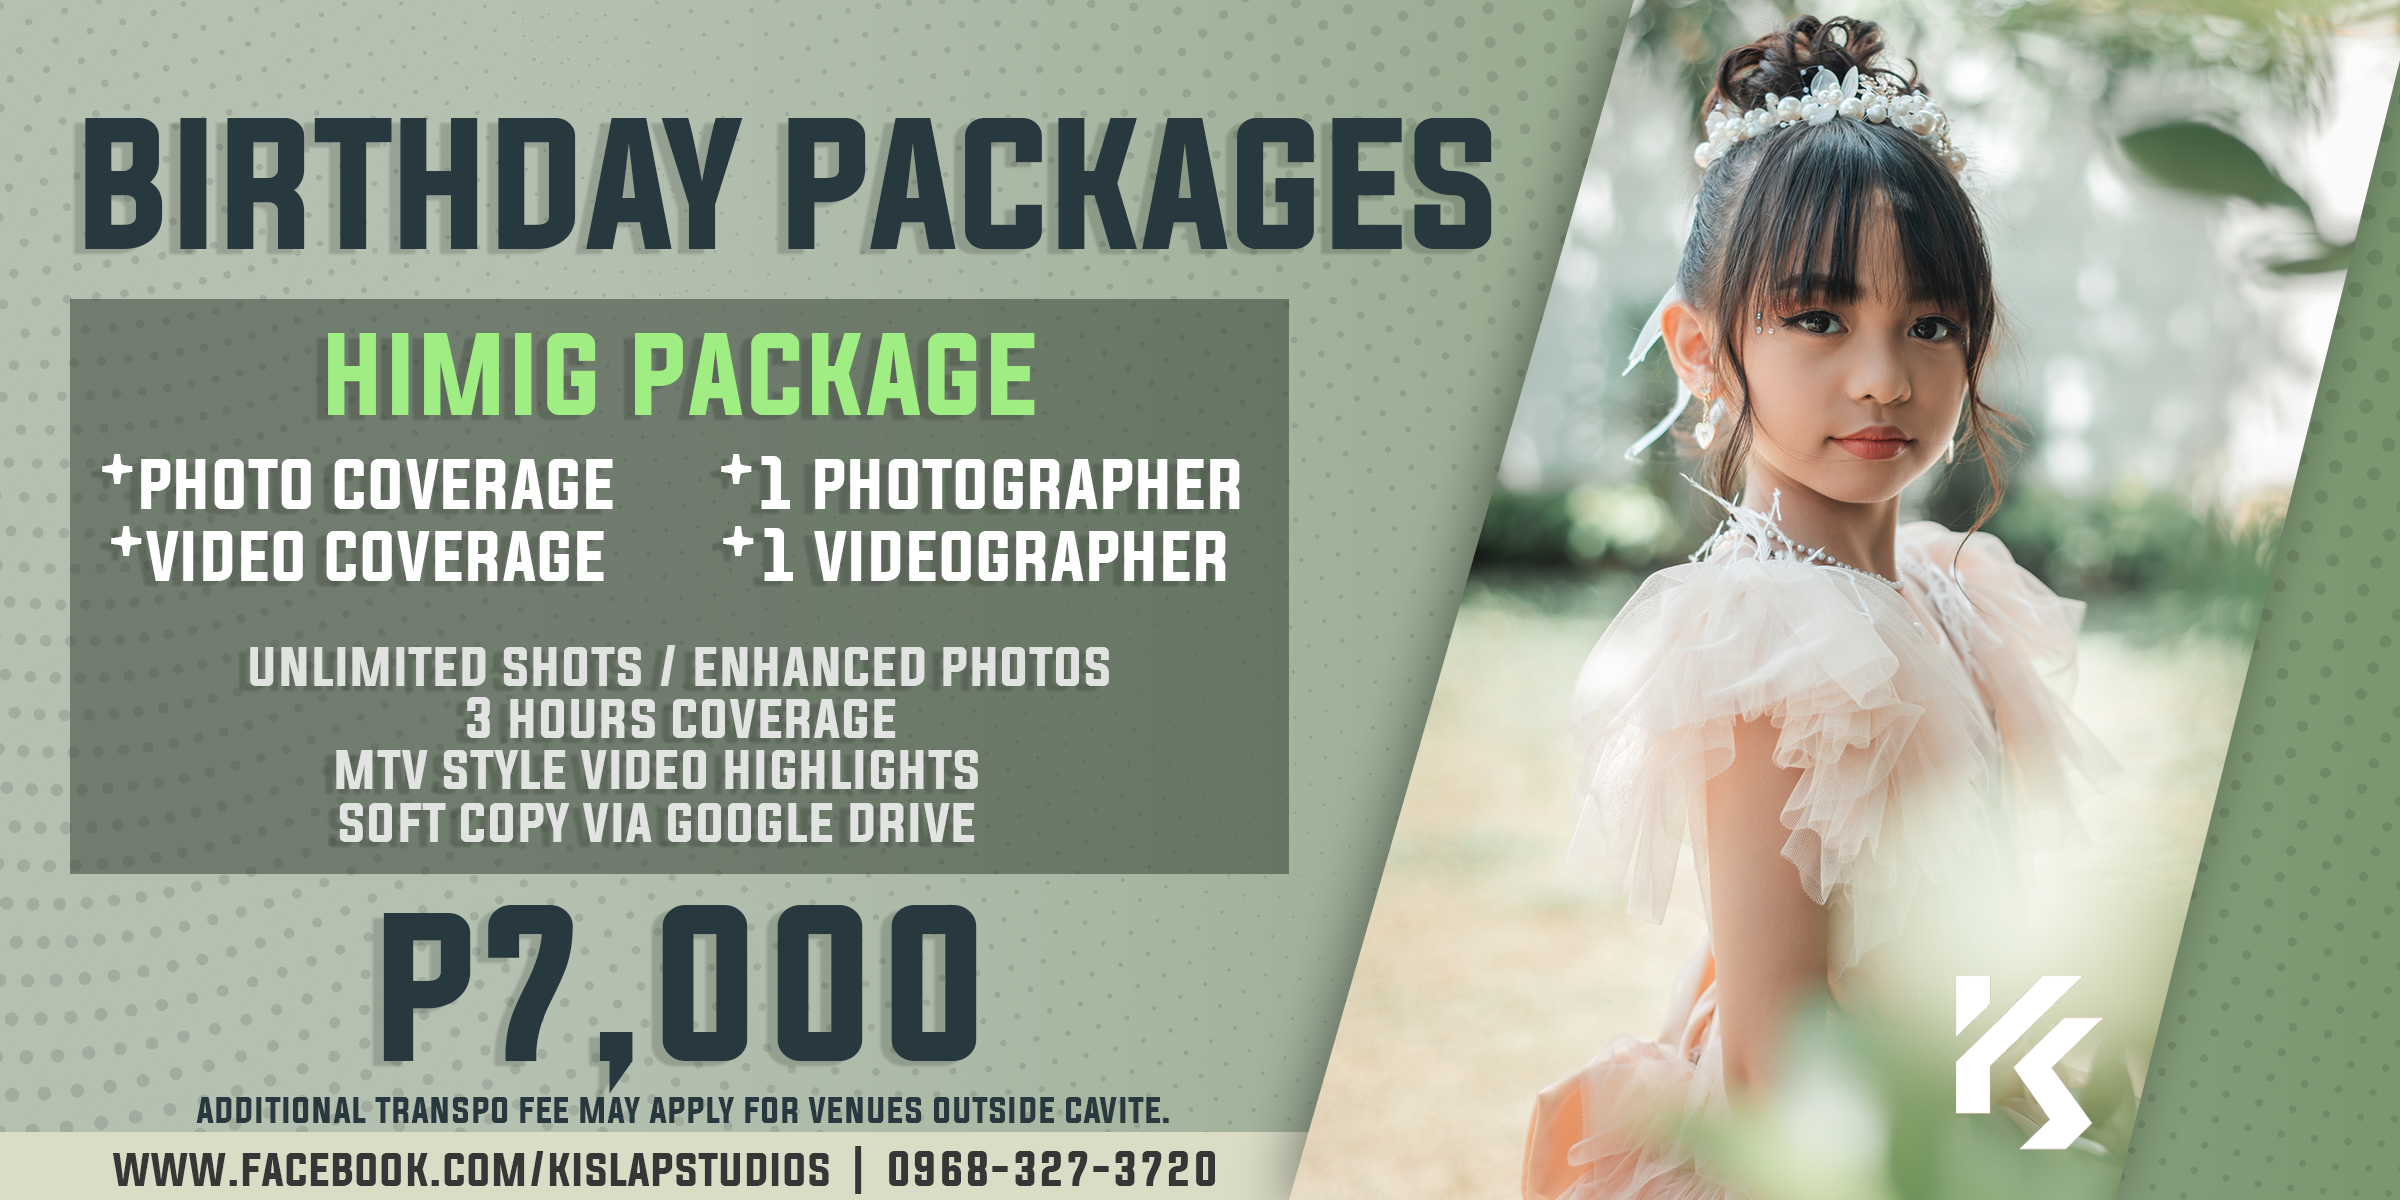 BIRTHDAY PACKAGES
HIMIG PACKAGE
+PHOTO COVERAGE
+VIDEO COVERAGE
+1 PHOTOGRAPHER
+1 VIDEOGRAPHER
UNLIMITED SHOTS / ENHANCED PHOTOS
3 HOURS COVERAGE
MTV STYLE VIDEO HIGHLIGHTS
SOFT COPY VIA GOOGLE DRIVE
P7,000
ADDITIONAL TRANSPO FEE MAY APPLY FOR VENUES OUTSIDE CAVITE.
WWW.FACEBOOK.COM/KISLAPSTUDIOS | 0968-327-3720
KS